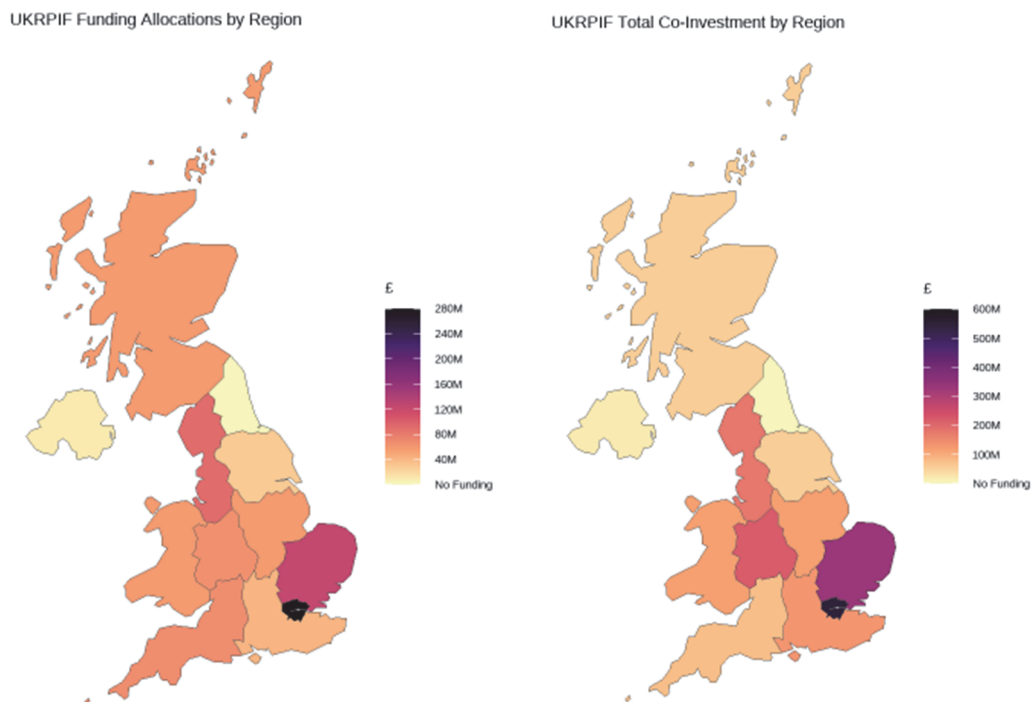 UKRPIF Funding Allocations by Region
UKRPIF Total Co-Investment by Region
£
280M
240M
200M
160M
120M
80M
40M
No Funding
£
600M
500M
400M
300M
200M
100M
No Funding